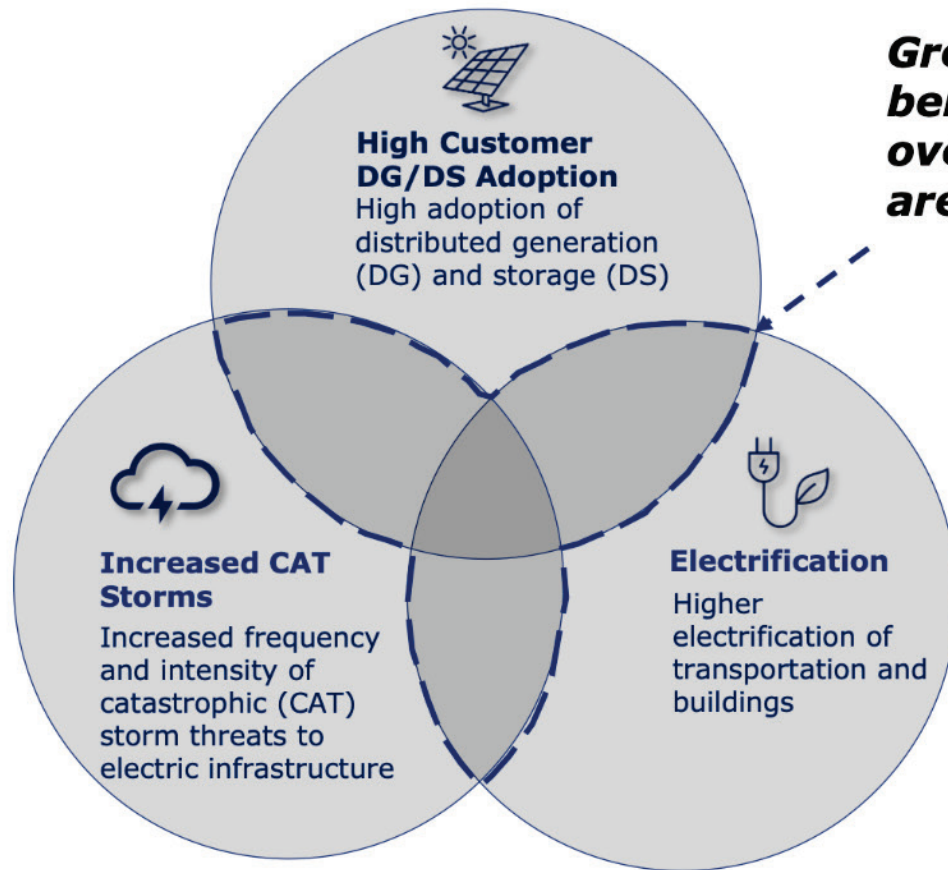 High Customer
DG/DS Adoption
High adoption of
distributed generation
(DG) and storage (DS)
are
Increased CAT
Storms
Increased frequency
and intensity of
catastrophic (CAT)
storm threats to
electric infrastructure
Electrification
Higher
electrification of
transportation and
buildings